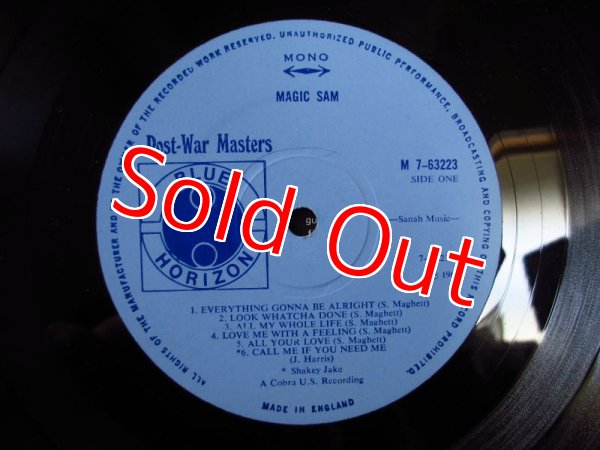 ALL RIGHTS OF THE MANUFACTURER AND OF THE OWNER OF THE RECORDED WORK RESERVED. UNAUTHORIZED PUBLIC PERFORMANCE, BROADCASTING AND COPYING OF THIS RECORD PROHIBITED.
MONO
MAGIC SAM
Post-War Masters
M 7-63223
SIDE ONE
BLUE
HORIZON
—Sanah Music—
Sold Out
1. EVERYTHING GONNA BE ALRIGHT (S. Maghett)
2. LOOK WHATCHA DONE (S. Maghett)
3. ALL MY WHOLE LIFE (S. Maghett)
4. LOVE ME WITH A FEELING (S. Maghett)
5. ALL YOUR LOVE (S. Maghett)
*6. CALL ME IF YOU NEED ME
(J. Harris)
* Shakey Jake
A Cobra U.S. Recording
MADE IN ENGLAND